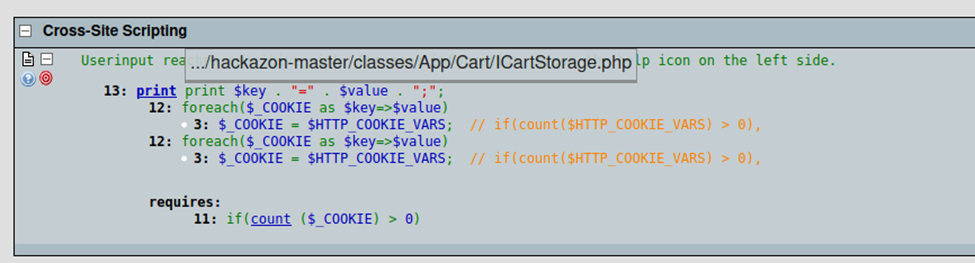 Cross-Site Scripting
Userinput rea lp icon on the left side.
.../hackazon-master/classes/App/Cart/ICartStorage.php
13: print print $key . "=" . $value . ";";
12: foreach($_COOKIE as $key=>$value)
3: $_COOKIE = $HTTP_COOKIE_VARS; // if(count($HTTP_COOKIE_VARS) > 0),
12: foreach($_COOKIE as $key=>$value)
3: $_COOKIE = $HTTP_COOKIE_VARS; // if(count($HTTP_COOKIE_VARS) > 0),
requires:
11: if(count ($_COOKIE) > 0)